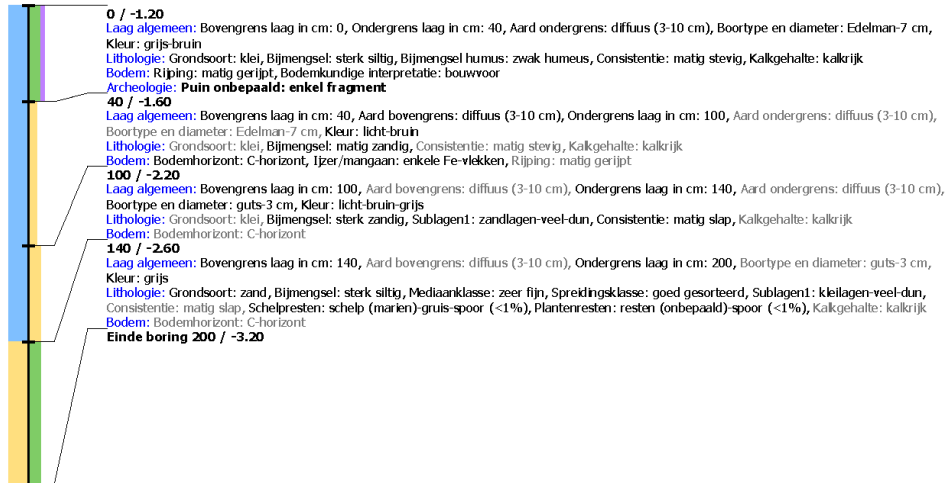 0 / -1.20
Laag algemeen: Bovengrens laag in cm: 0, Ondergrens laag in cm: 40, Aard ondergrens: diffuus (3-10 cm), Boortype en diameter: Edelman-7 cm,
Kleur: grijs-bruin
Lithologie: Grondsoort: klei, Bijmengsel: sterk siltig, Bijmengsel humus: zwak humeus, Consistentie: matig stevig, Kalkgehalte: kalkrijk
Bodem: Rijping: matig gerijpt, Bodemkundige interpretatie: bouwvoor
Archeologie: Puin onbepaald: enkel fragment
40 / -1.60
Laag algemeen: Bovengrens laag in cm: 40, Aard bovengrens: diffuus (3-10 cm), Ondergrens laag in cm: 100, Aard ondergrens: diffuus (3-10 cm),
Boortype en diameter: Edelman-7 cm, Kleur: licht-bruin
Lithologie: Grondsoort: klei, Bijmengsel: matig zandig, Consistentie: matig stevig, Kalkgehalte: kalkrijk
Bodem: Bodemhorizont: C-horizont, Ijzer/mangaan: enkele Fe-vlekken, Rijping: matig gerijpt
100 / -2.20
Laag algemeen: Bovengrens laag in cm: 100, Aard bovengrens: diffuus (3-10 cm), Ondergrens laag in cm: 140, Aard ondergrens: diffuus (3-10 cm),
Boortype en diameter: guts-3 cm, Kleur: licht-bruin-grijs
Lithologie: Grondsoort: klei, Bijmengsel: sterk zandig, Sublagen1: zandlagen-veel-dun, Consistentie: matig slap, Kalkgehalte: kalkrijk
Bodem: Bodemhorizont: C-horizont
140 / -2.60
Laag algemeen: Bovengrens laag in cm: 140, Aard bovengrens: diffuus (3-10 cm), Ondergrens laag in cm: 200, Boortype en diameter: guts-3 cm,
Kleur: grijs
Lithologie: Grondsoort: zand, Bijmengsel: sterk siltig, Mediaanklasse: zeer fijn, Spreidingsklasse: goed gesorteerd, Sublagen1: kleilagen-veel-dun,
Consistentie: matig slap, Schelpresten: schelp (marien)-gruis-spoor (<1%), Plantenresten: resten (onbepaald)-spoor (<1%), Kalkgehalte: kalkrijk
Bodem: Bodemhorizont: C-horizont
Einde boring 200 / -3.20